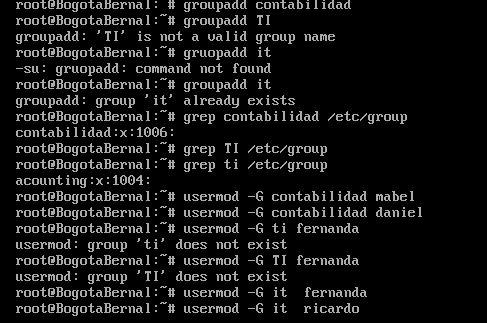 root@BogotaBernal:~# groupadd contabilidad
root@BogotaBernal:~# groupadd TI
groupadd: 'TI' is not a valid group name
root@BogotaBernal:~# gruopadd it
-su: gruopadd: command not found
root@BogotaBernal:~# groupadd it
groupadd: group 'it' already exists
root@BogotaBernal:~# grep contabilidad /etc/group
contabilidad:x:1006:
root@BogotaBernal:~# grep TI /etc/group
root@BogotaBernal:~# grep ti /etc/group
acounting:x:1004:
root@BogotaBernal:~# usermod -G contabilidad mabel
root@BogotaBernal:~# usermod -G contabilidad daniel
root@BogotaBernal:~# usermod -G ti fernanda
usermod: group 'ti' does not exist
root@BogotaBernal:~# usermod -G TI fernanda
usermod: group 'TI' does not exist
root@BogotaBernal:~# usermod -G it  fernanda
root@BogotaBernal:~# usermod -G it  ricardo